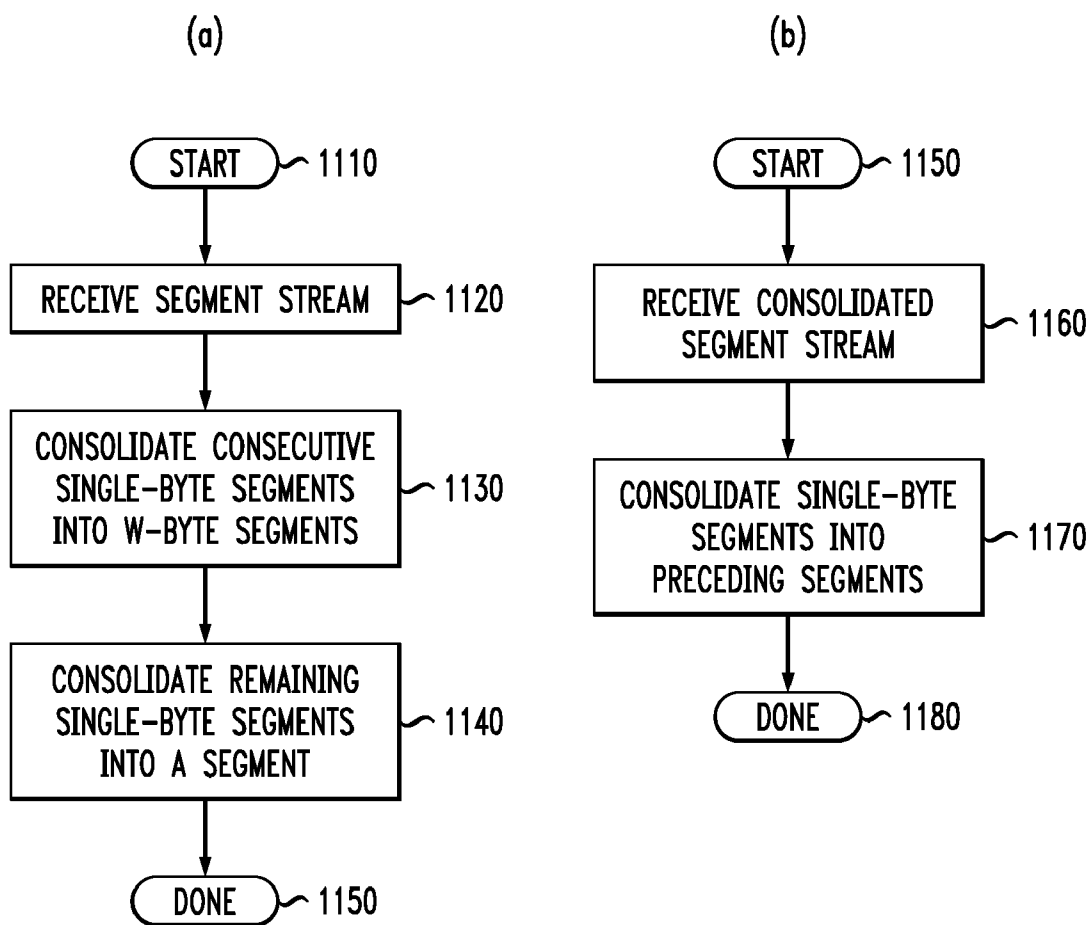 (a)
START 1110
RECEIVE SEGMENT STREAM 1120
CONSOLIDATE CONSECUTIVE
SINGLE-BYTE SEGMENTS 1130
INTO W-BYTE SEGMENTS
CONSOLIDATE REMAINING
SINGLE-BYTE SEGMENTS 1140
INTO A SEGMENT
DONE 1150
(b)
START 1150
RECEIVE CONSOLIDATED
SEGMENT STREAM
1160
CONSOLIDATE SINGLE-BYTE
SEGMENTS INTO 1170
PRECEDING SEGMENTS
DONE 1180